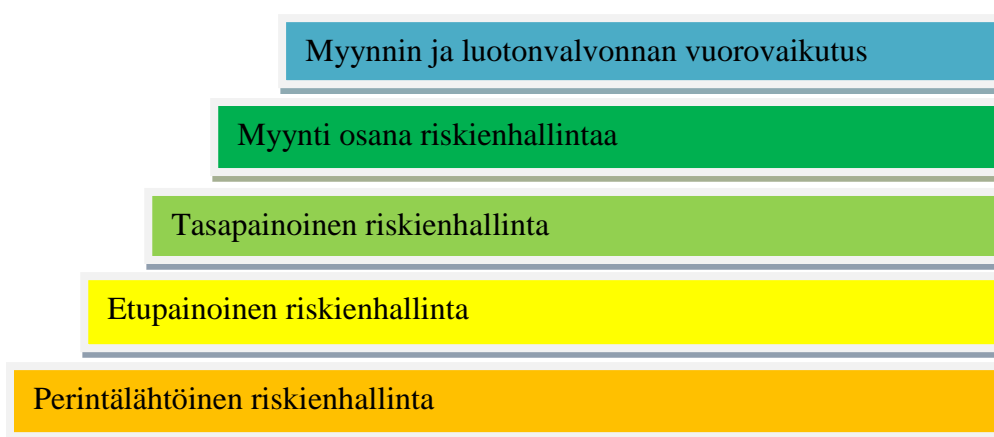 Myynnin ja luotonvalvonnan vuorovaikutus
Myynti osana riskienhallintaa
Tasapainoinen riskienhallinta
Etupainoinen riskienhallinta
Perintälähtöinen riskienhallinta